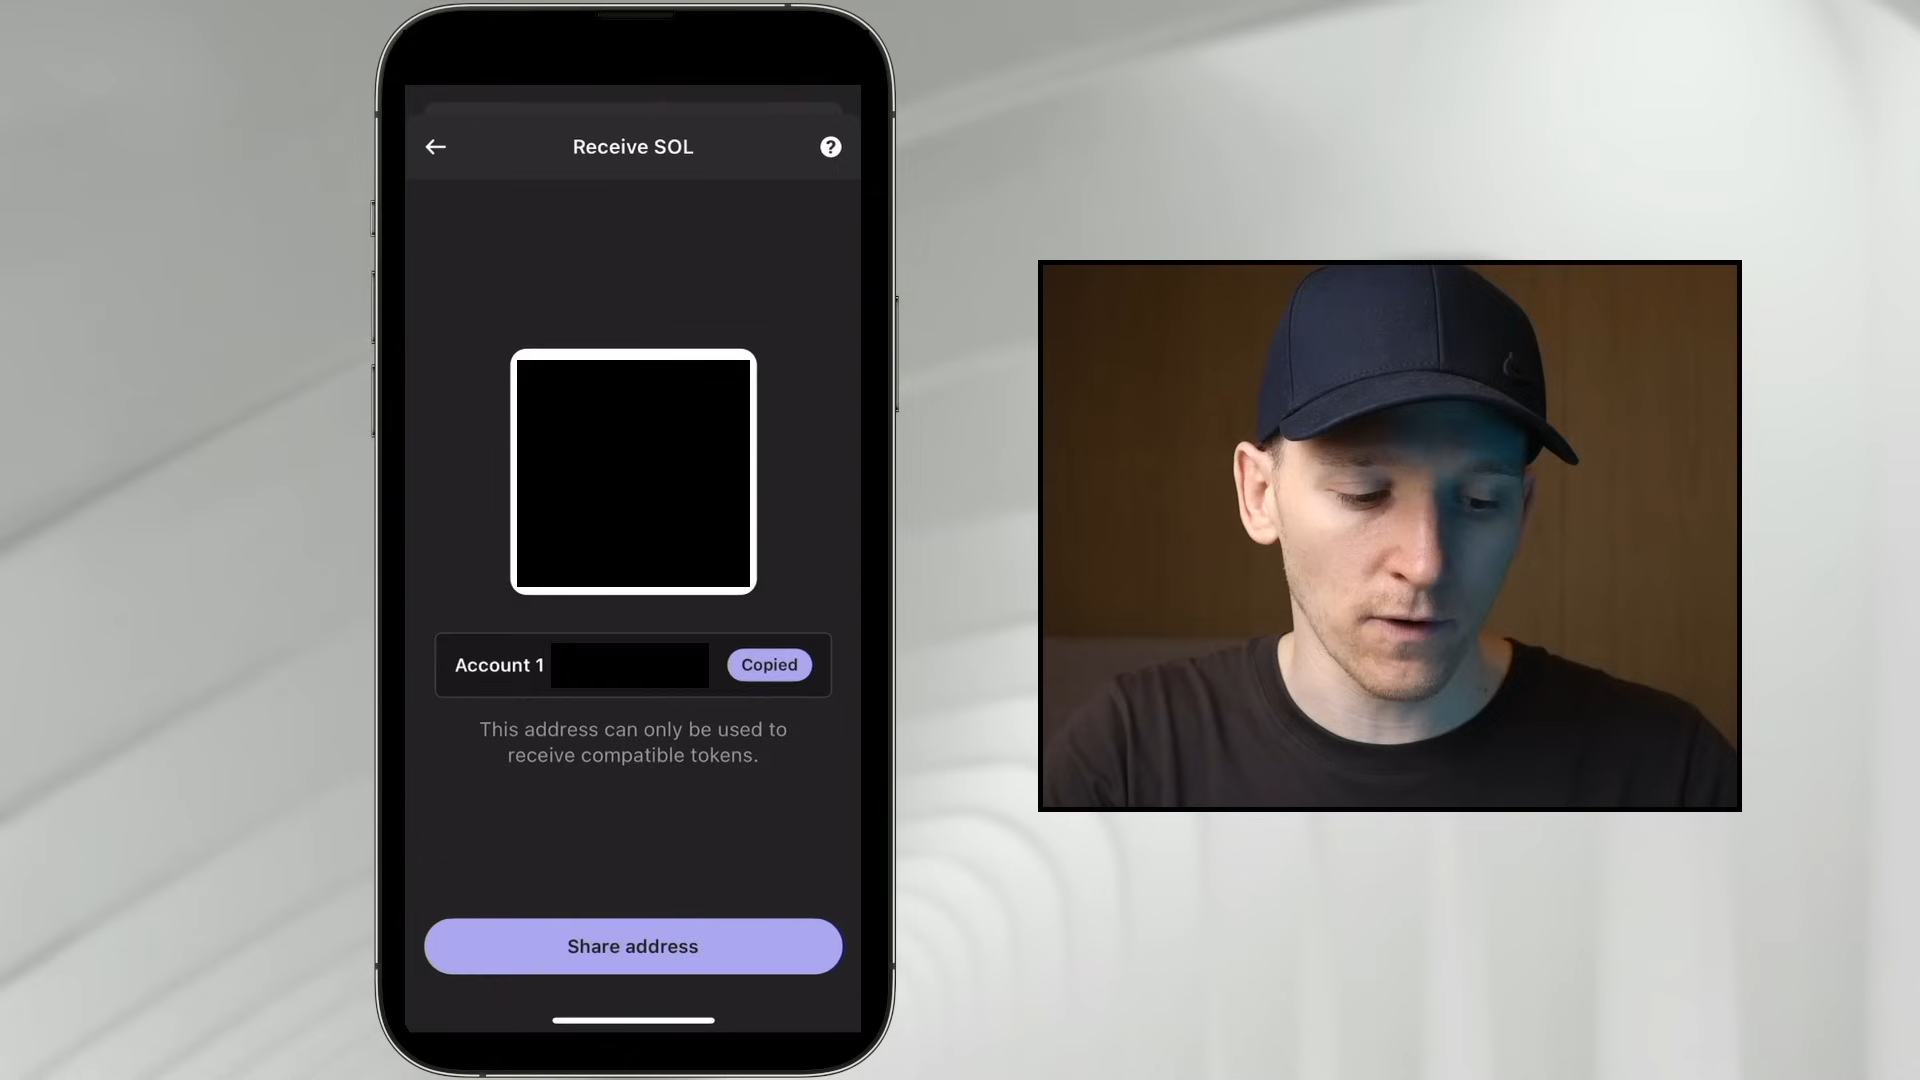 Receive SOL
?
Account 1
Copied
This address can only be used to
receive compatible tokens.
Share address